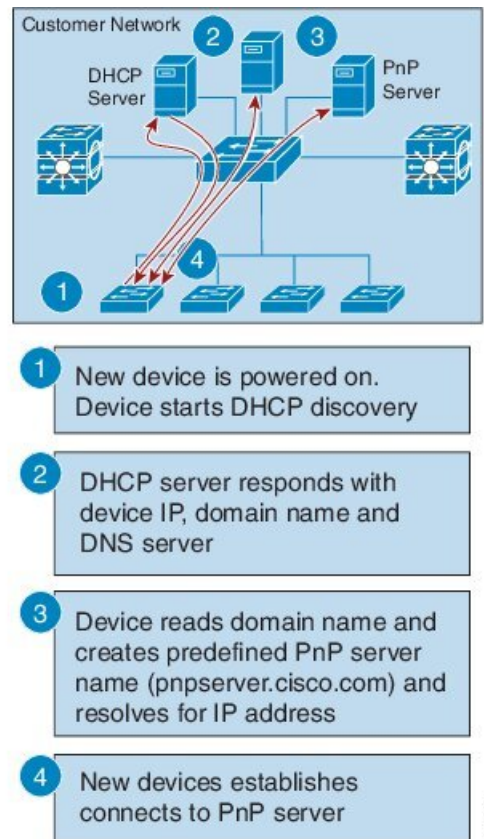 Customer Network
2
3
DHCP
Server
PnP
Server
4
1
1
New device is powered on.
Device starts DHCP discovery
2
DHCP server responds with
device IP, domain name and
DNS server
3
Device reads domain name and
creates predefined PnP server
name (pnpserver.cisco.com) and
resolves for IP address
4
New devices establishes
connects to PnP server